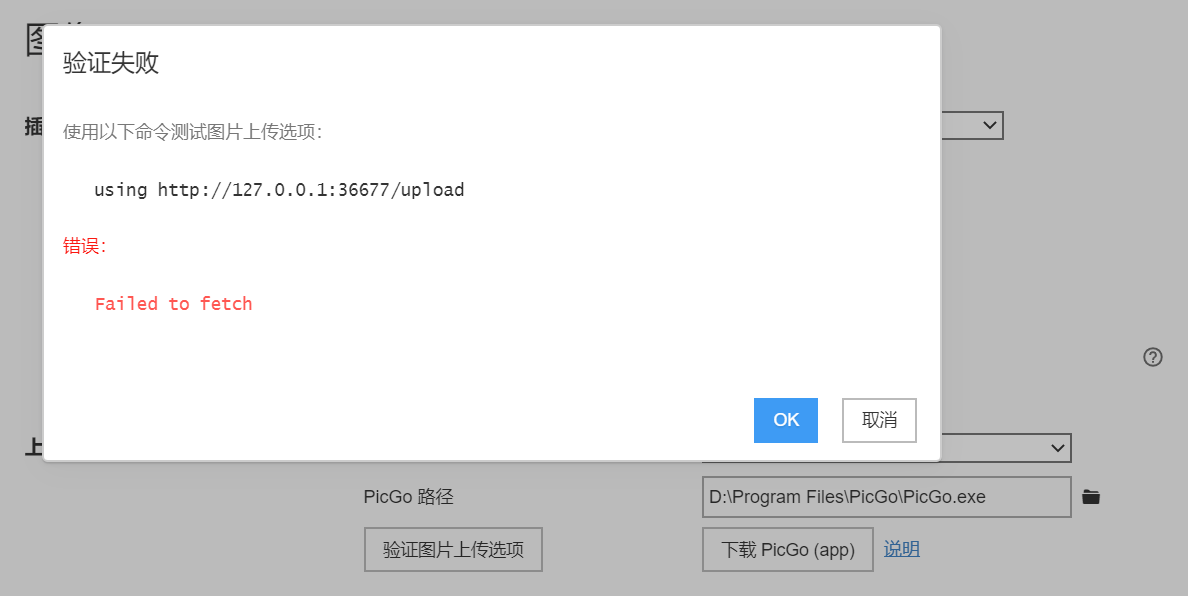 验证失败
使用以下命令测试图片上传选项：
using http://127.0.0.1:36677/upload
错误：
Failed to fetch
OK
取消
PicGo 路径
D:\Program Files\PicGo\PicGo.exe
验证图片上传选项
下载 PicGo (app)
说明